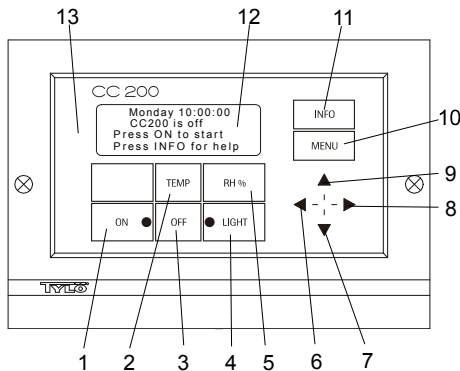 13
12
11
CC 200
Monday 10:00:00
CC200 is off
Press ON to start
Press INFO for help
INFO
MENU
10
9
8
TEMP
RH %
ON
OFF
LIGHT
TYLÖ
1
2
3
4
5
6
7